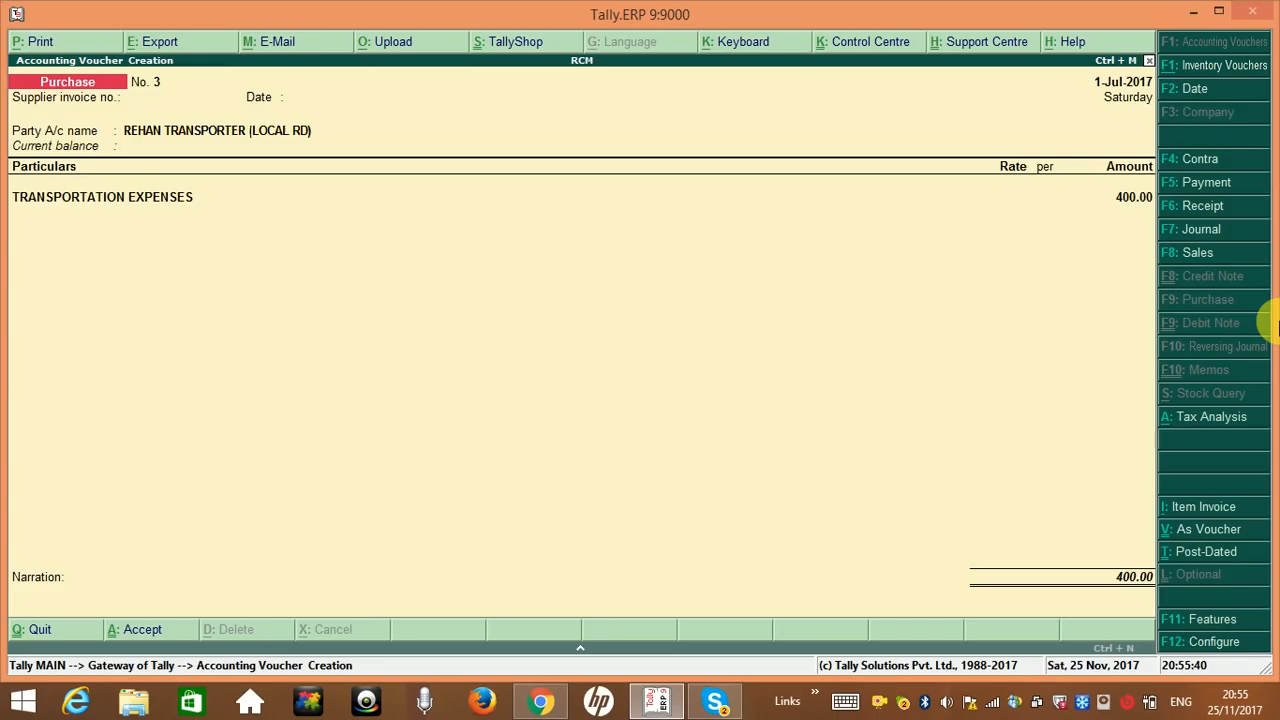 Tally.ERP 9:9000
P: Print E: Export M: E-Mail O: Upload S: TallyShop G: Language K: Keyboard K: Control Centre H: Support Centre H: Help
Accounting Voucher Creation RCM Ctrl + M
Purchase No. 3 1-Jul-2017
Supplier invoice no.: Date : Saturday
Party A/c name : REHAN TRANSPORTER (LOCAL RD)
Current balance :
Particulars Rate per Amount
TRANSPORTATION EXPENSES 400.00
Narration: 400.00
Q: Quit A: Accept D: Delete X: Cancel
F1: Accounting Vouchers
F1: Inventory Vouchers
F2: Date
F3: Company
F4: Contra
F5: Payment
F6: Receipt
F7: Journal
F8: Sales
F8: Credit Note
F9: Purchase
F9: Debit Note
F10: Reversing Journal
F10: Memos
S: Stock Query
A: Tax Analysis
I: Item Invoice
V: As Voucher
T: Post-Dated
L: Optional
F11: Features
F12: Configure
Ctrl + N
Tally MAIN --> Gateway of Tally --> Accounting Voucher Creation (c) Tally Solutions Pvt. Ltd., 1988-2017 Sat, 25 Nov, 2017 20:55:40
Links » ENG 20:55
25/11/2017